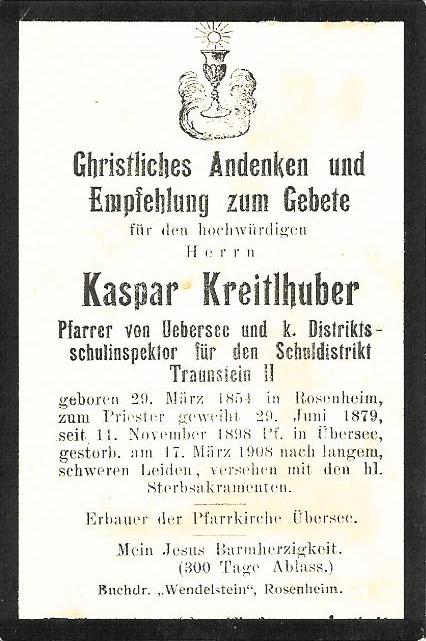 Christliches Andenken und
Empfehlung zum Gebete
für den hochwürdigen
Herrn
Kaspar Kreitlhuber
Pfarrer von Uebersee und k. Distrikts-
schulinspektor für den Schuldistrikt
Traunstein II
geboren 29. März 1854 in Rosenheim,
zum Priester geweiht 29. Juni 1879,
seit 11. November 1898 Pf. in Übersee,
gestorb. am 17. März 1908 nach langem,
schweren Leiden, versehen mit den hl.
Sterbsakramenten.
Erbauer der Pfarrkirche Übersee.
Mein Jesus Barmherzigkeit.
(300 Tage Ablass.)
Buchdr. „Wendelstein", Rosenheim.